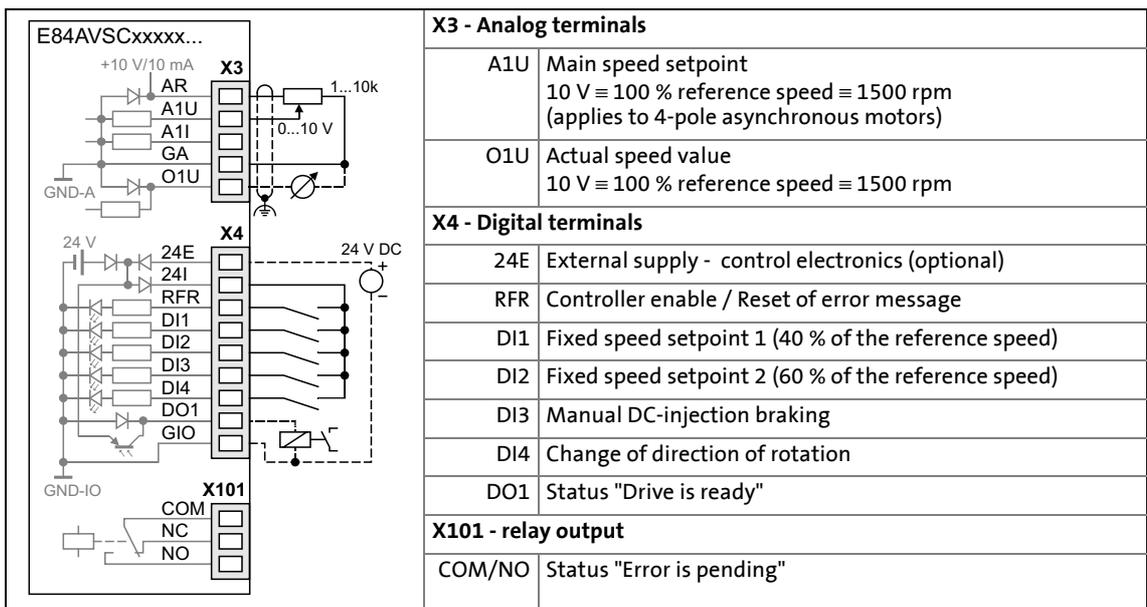 E84AVSCxxxxx...
+10 V/10 mA
X3
AR
A1U
A1I
GA
O1U
1...10k
0...10 V
GND-A
X4
24 V
24 V DC
24E
24I
RFR
DI1
DI2
DI3
DI4
DO1
GIO
+
−
GND-IO
X101
COM
NC
NO
X3 - Analog terminals
A1U Main speed setpoint
10 V ≡ 100 % reference speed ≡ 1500 rpm
(applies to 4-pole asynchronous motors)
O1U Actual speed value
10 V ≡ 100 % reference speed ≡ 1500 rpm
X4 - Digital terminals
24E External supply - control electronics (optional)
RFR Controller enable / Reset of error message
DI1 Fixed speed setpoint 1 (40 % of the reference speed)
DI2 Fixed speed setpoint 2 (60 % of the reference speed)
DI3 Manual DC-injection braking
DI4 Change of direction of rotation
DO1 Status "Drive is ready"
X101 - relay output
COM/NO Status "Error is pending"